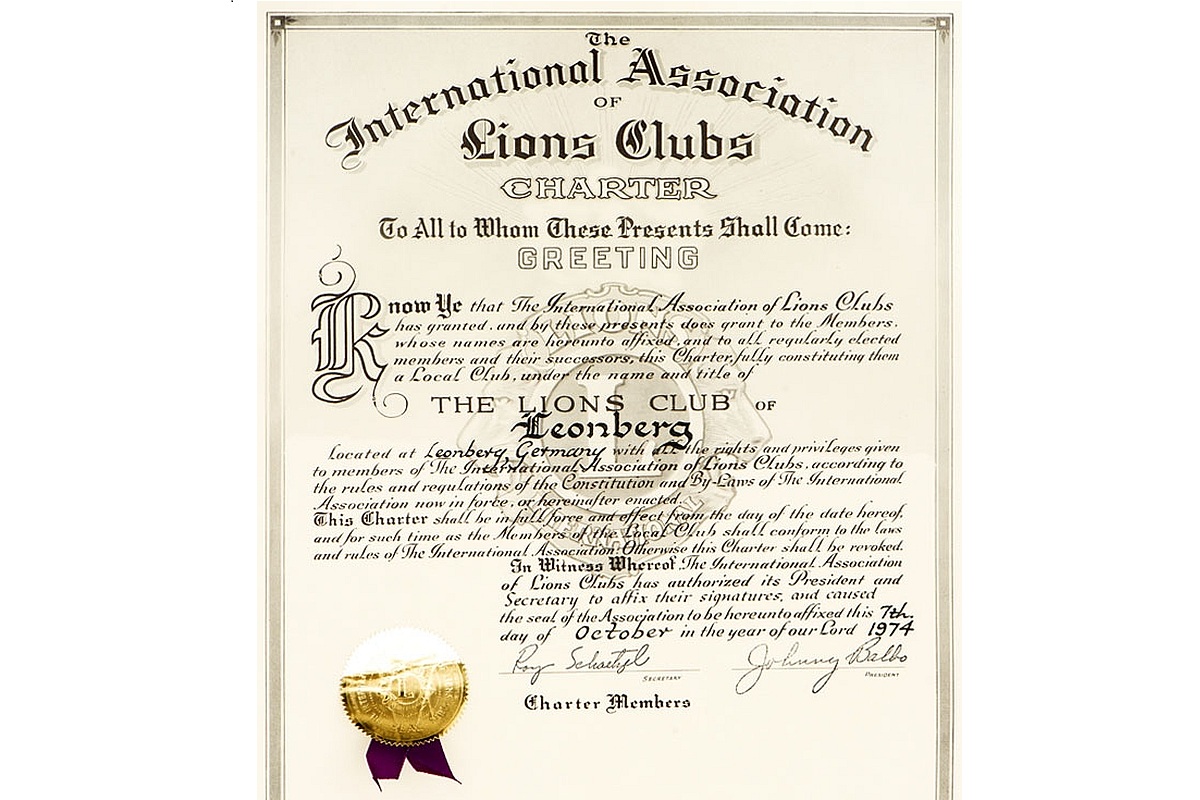 The
International Association
OF
Lions Clubs
CHARTER
To All to Whom These Presents Shall Come:
GREETING
Know Ye that The International Association of Lions Clubs
has granted, and by these presents does grant to the Members,
whose names are hereunto affixed, and to all regularly elected
members and their successors, this Charter, fully constituting them
a Local Club, under the name and title of
THE LIONS CLUB OF
Leonberg
Located at Leonberg, Germany with all the rights and privileges given
to members of The International Association of Lions Clubs, according to
the rules and regulations of the Constitution and By-Laws of The International
Association now in force, or hereinafter enacted.
This Charter shall be in full force and effect from the day of the date hereof,
and for such time as the Members of the Local Club shall conform to the laws
and rules of The International Association: Otherwise this Charter shall be revoked.
In Witness Whereof The International Association
of Lions Clubs has authorized its President and
Secretary to affix their signatures, and caused
the seal of the Association to be hereunto affixed this 7th.
day of October in the year of our Lord 1974
Roy Schaetzel Johnny Balbo
SECRETARY PRESIDENT
Charter Members
LIONS
L
INTERNATIONAL